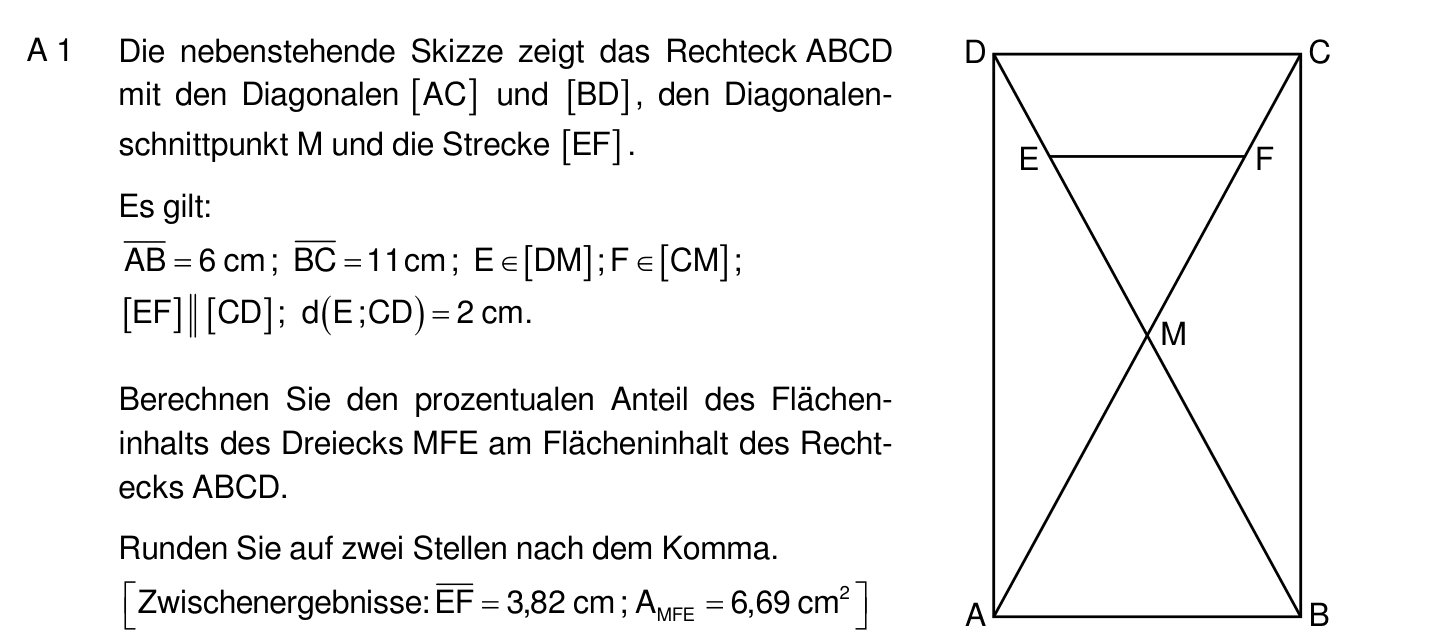 A 1 Die nebenstehende Skizze zeigt das Rechteck ABCD
mit den Diagonalen [AC] und [BD], den Diagonalen-
schnittpunkt M und die Strecke [EF].
Es gilt:
A̅B̅ = 6 cm; B̅C̅ = 11 cm; E ∈ [DM]; F ∈ [CM];
[EF] ∥ [CD]; d(E;CD) = 2 cm.
Berechnen Sie den prozentualen Anteil des Flächen-
inhalts des Dreiecks MFE am Flächeninhalt des Recht-
ecks ABCD.
Runden Sie auf zwei Stellen nach dem Komma.
[Zwischenergebnisse: E̅F̅ = 3,82 cm; A_MFE = 6,69 cm²]
D C
E F
M
A B